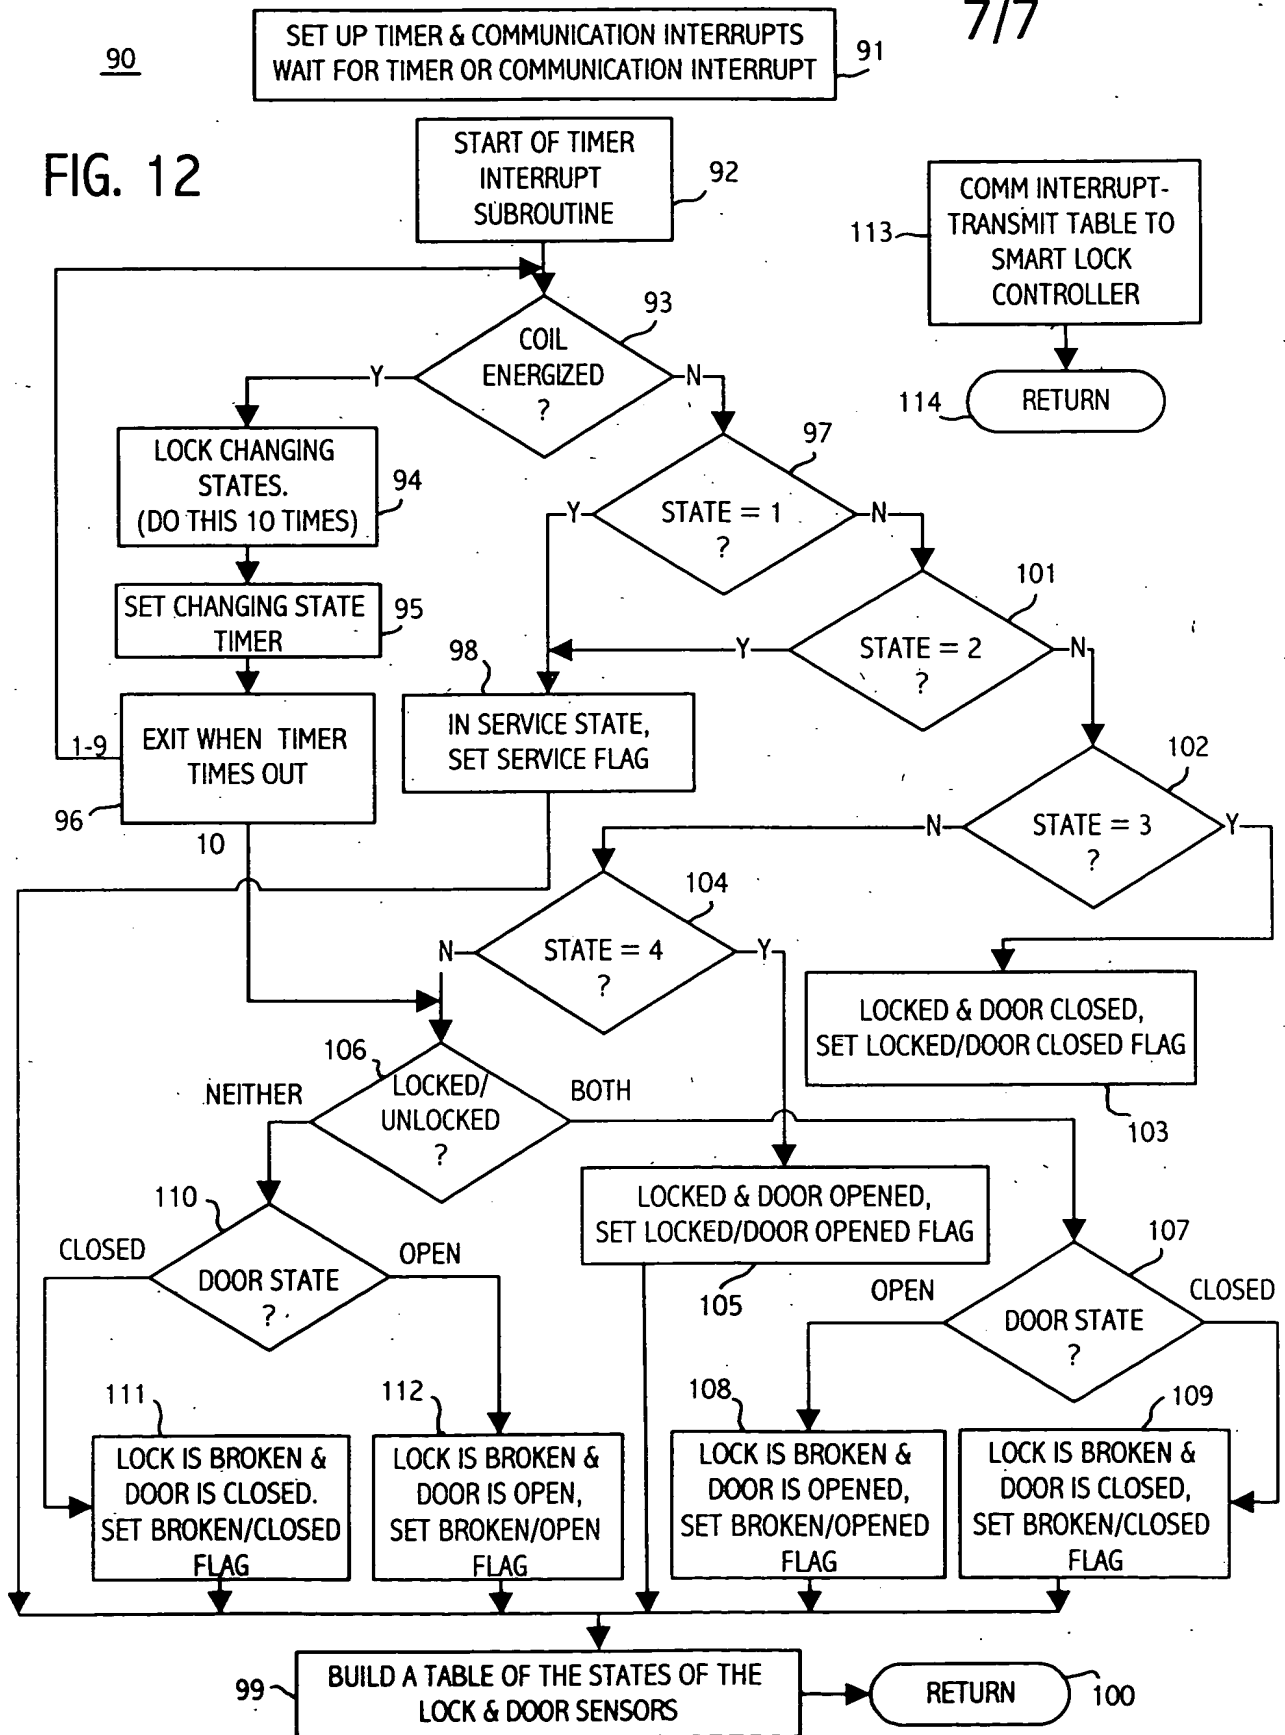 7/7
90
SET UP TIMER & COMMUNICATION INTERRUPTS
WAIT FOR TIMER OR COMMUNICATION INTERRUPT
91
FIG. 12
START OF TIMER
INTERRUPT
SUBROUTINE
92
COMM INTERRUPT-
TRANSMIT TABLE TO
SMART LOCK
CONTROLLER
113
RETURN
114
COIL
ENERGIZED
?
93
Y
N
LOCK CHANGING
STATES.
(DO THIS 10 TIMES)
94
STATE = 1
?
97
Y
N
SET CHANGING STATE
TIMER
95
STATE = 2
?
101
Y
N
EXIT WHEN TIMER
TIMES OUT
96
1-9
10
IN SERVICE STATE,
SET SERVICE FLAG
98
STATE = 3
?
102
N
Y
STATE = 4
?
104
N
Y
LOCKED & DOOR CLOSED,
SET LOCKED/DOOR CLOSED FLAG
103
LOCKED/
UNLOCKED
?
106
NEITHER
BOTH
LOCKED & DOOR OPENED,
SET LOCKED/DOOR OPENED FLAG
105
DOOR STATE
?
110
CLOSED
OPEN
DOOR STATE
?
107
OPEN
CLOSED
111
LOCK IS BROKEN &
DOOR IS CLOSED.
SET BROKEN/CLOSED
FLAG
112
LOCK IS BROKEN &
DOOR IS OPEN,
SET BROKEN/OPEN
FLAG
108
LOCK IS BROKEN &
DOOR IS OPENED,
SET BROKEN/OPENED
FLAG
109
LOCK IS BROKEN &
DOOR IS CLOSED,
SET BROKEN/CLOSED
FLAG
99
BUILD A TABLE OF THE STATES OF THE
LOCK & DOOR SENSORS
RETURN
100